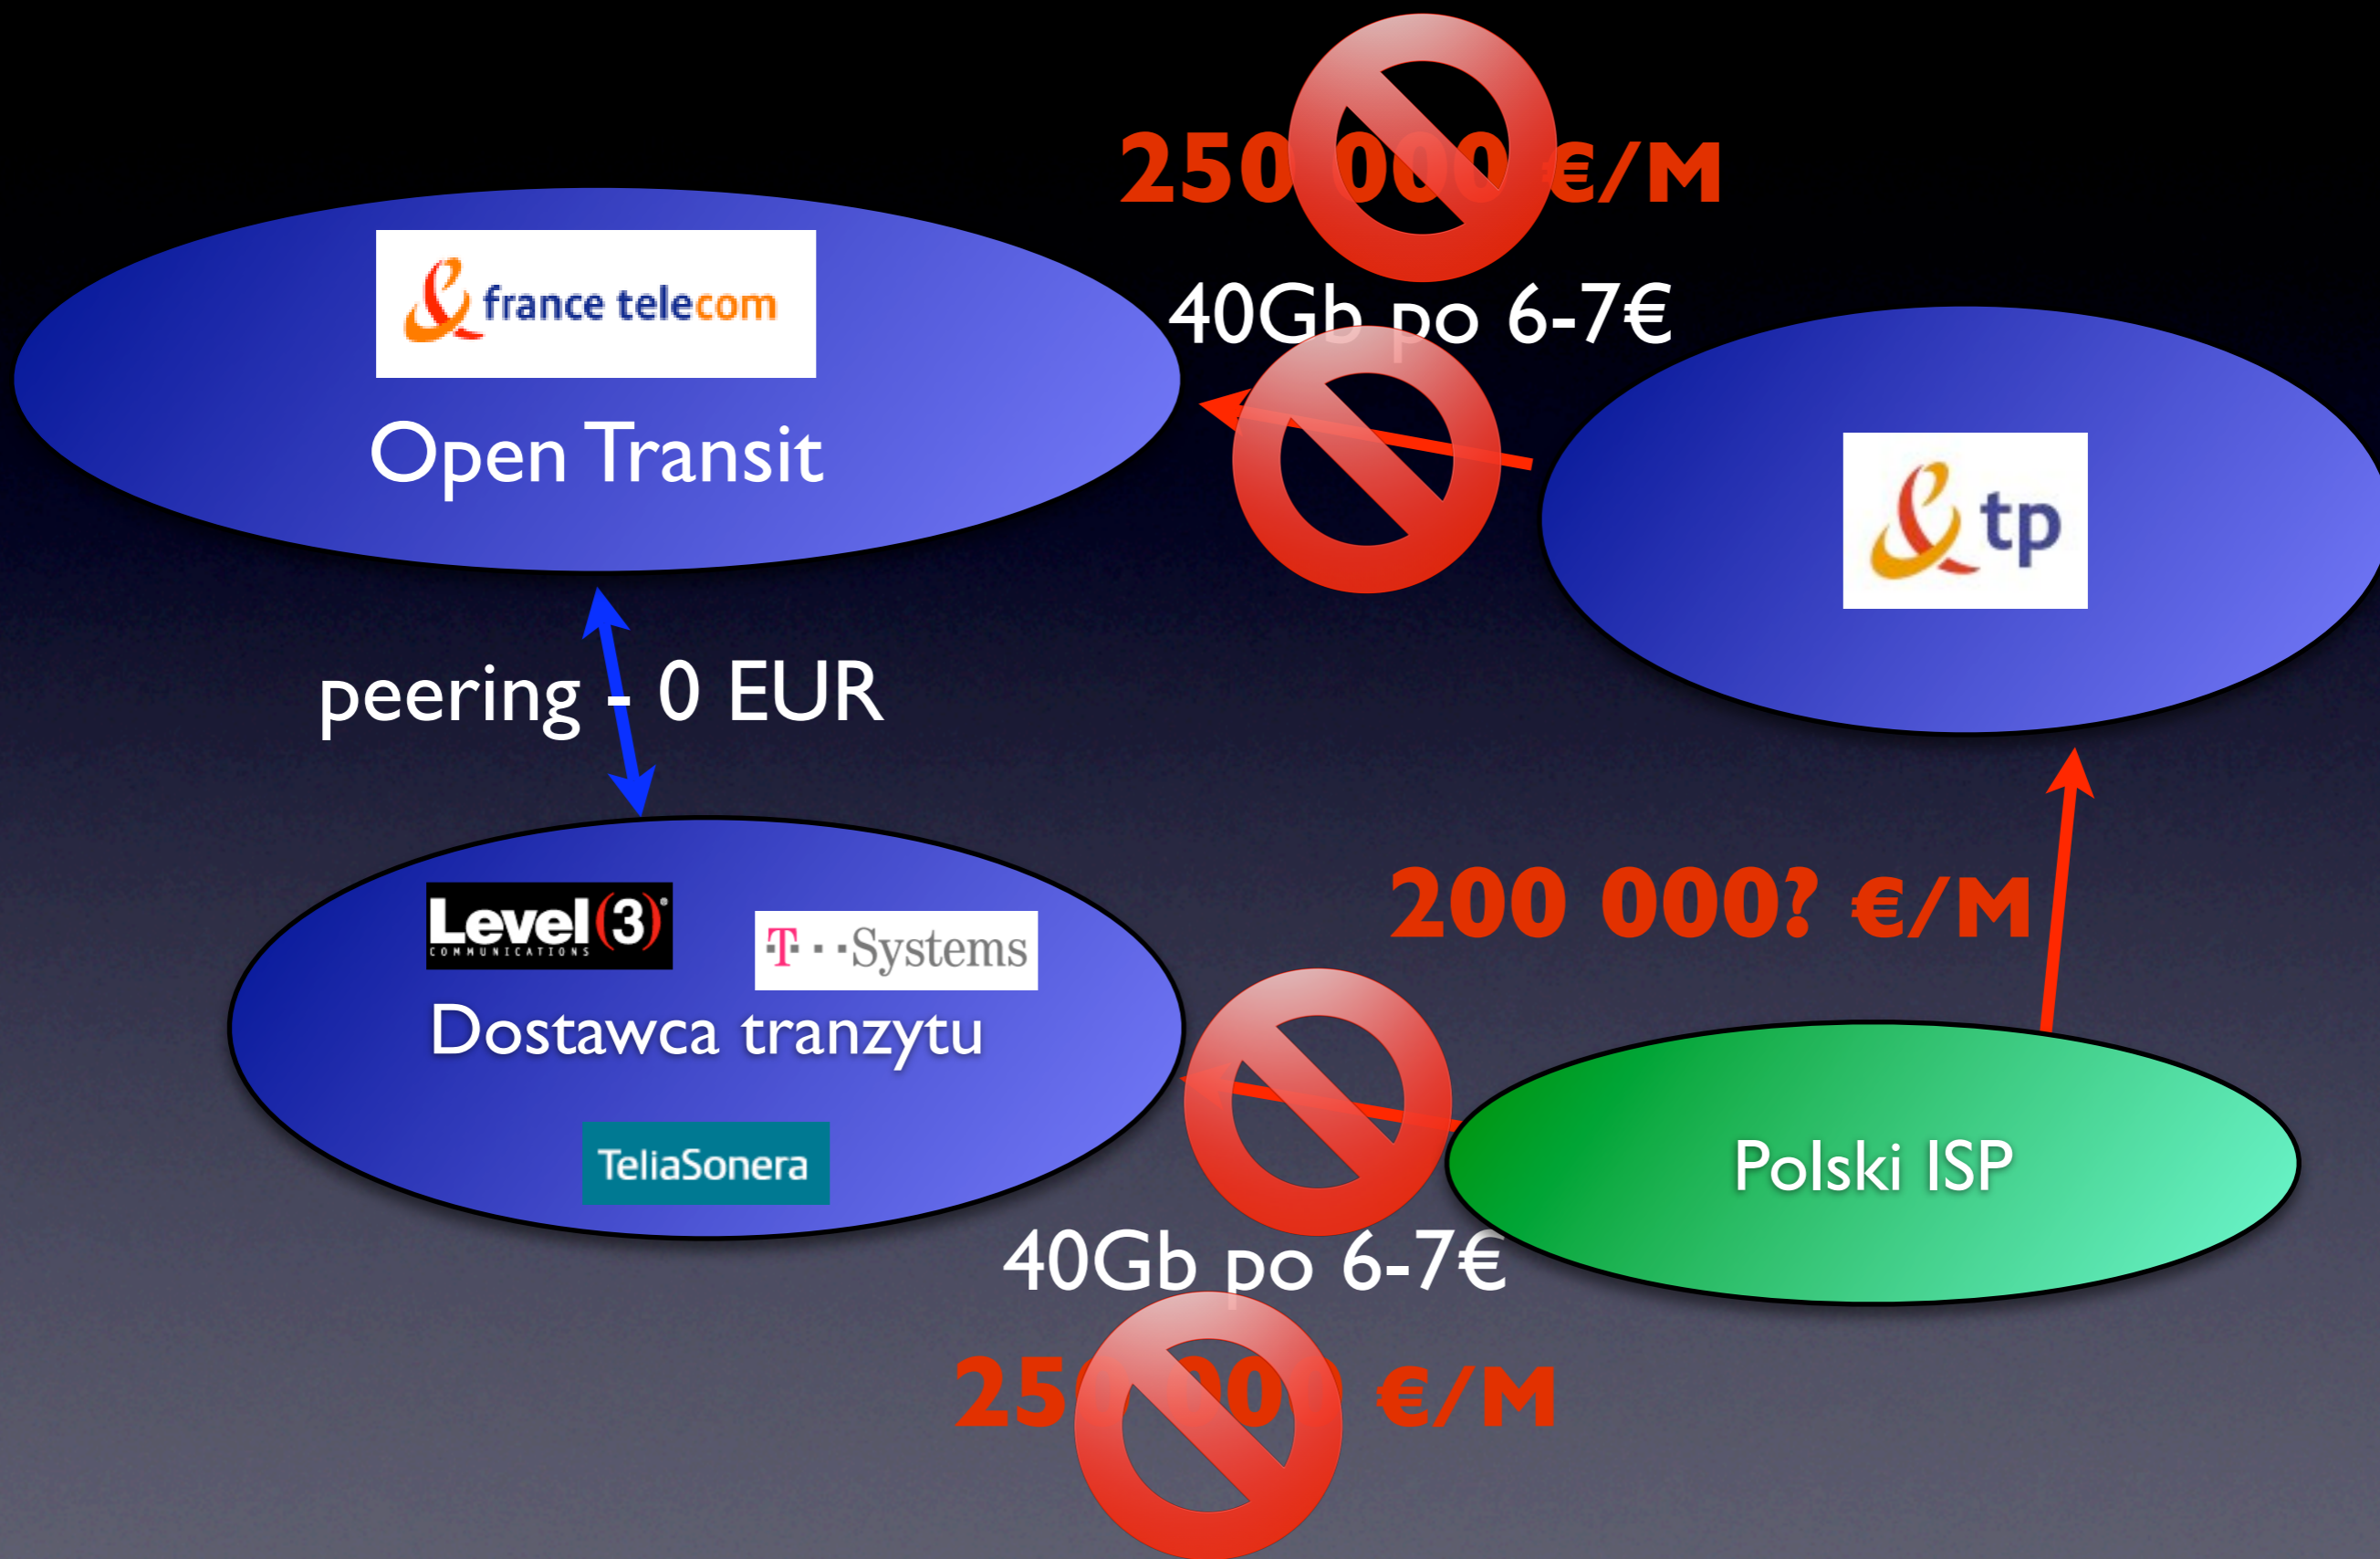 250 000 €/M
40Gb po 6-7€
france telecom
Open Transit
tp
peering - 0 EUR
200 000? €/M
Level(3)®
COMMUNICATIONS
T · · ·Systems
Dostawca tranzytu
Polski ISP
TeliaSonera
40Gb po 6-7€
250 000 €/M